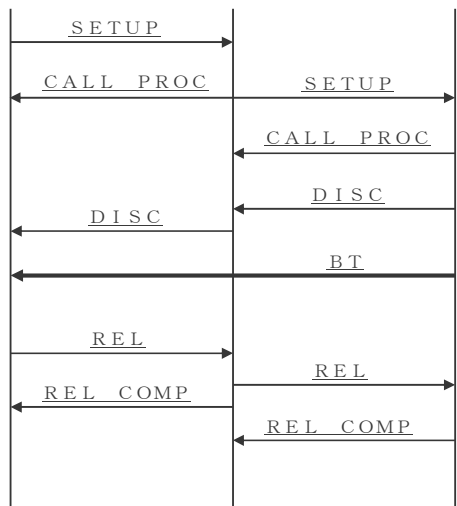 SETUP
CALL PROC
SETUP
CALL PROC
DISC
DISC
BT
REL
REL
REL COMP
REL COMP